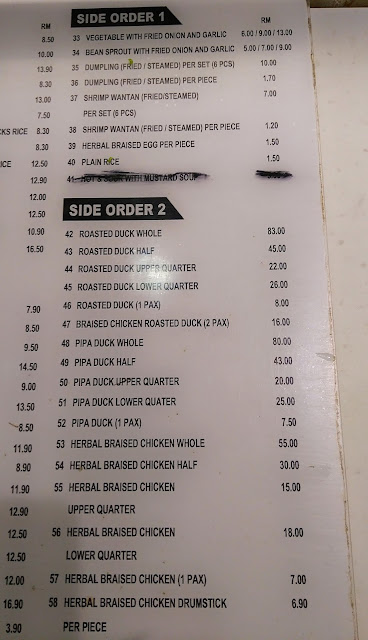 RM
8.50
10.00
13.90
8.30
13.00
7.50
CKS RICE 8.30
8.30
ICE 12.50
12.90
12.00
12.50
10.90
16.50
7.90
8.50
9.50
14.50
9.00
13.50
8.50
11.90
8.90
11.90
12.90
12.50
12.50
12.00
16.90
3.90
SIDE ORDER 1 RM
33 VEGETABLE WITH FRIED ONION AND GARLIC 6.00 / 9.00 / 13.00
34 BEAN SPROUT WITH FRIED ONION AND GARLIC 5.00 / 7.00 / 9.00
35 DUMPLING (FRIED / STEAMED) PER SET (6 PCS) 10.00
36 DUMPLING (FRIED / STEAMED) PER PIECE 1.70
37 SHRIMP WANTAN (FRIED/STEAMED) 7.00
PER SET (6 PCS)
38 SHRIMP WANTAN (FRIED / STEAMED) PER PIECE 1.20
39 HERBAL BRAISED EGG PER PIECE 1.50
40 PLAIN RICE 1.50
41 HOT & SOUR WITH MUSTARD SOUP
SIDE ORDER 2
42 ROASTED DUCK WHOLE 83.00
43 ROASTED DUCK HALF 45.00
44 ROASTED DUCK UPPER QUARTER 22.00
45 ROASTED DUCK LOWER QUARTER 26.00
46 ROASTED DUCK (1 PAX) 8.00
47 BRAISED CHICKEN ROASTED DUCK (2 PAX) 16.00
48 PIPA DUCK WHOLE 80.00
49 PIPA DUCK HALF 43.00
50 PIPA DUCK UPPER QUARTER 20.00
51 PIPA DUCK LOWER QUATER 25.00
52 PIPA DUCK (1 PAX) 7.50
53 HERBAL BRAISED CHICKEN WHOLE 55.00
54 HERBAL BRAISED CHICKEN HALF 30.00
55 HERBAL BRAISED CHICKEN 15.00
UPPER QUARTER
56 HERBAL BRAISED CHICKEN 18.00
LOWER QUARTER
57 HERBAL BRAISED CHICKEN (1 PAX) 7.00
58 HERBAL BRAISED CHICKEN DRUMSTICK 6.90
PER PIECE